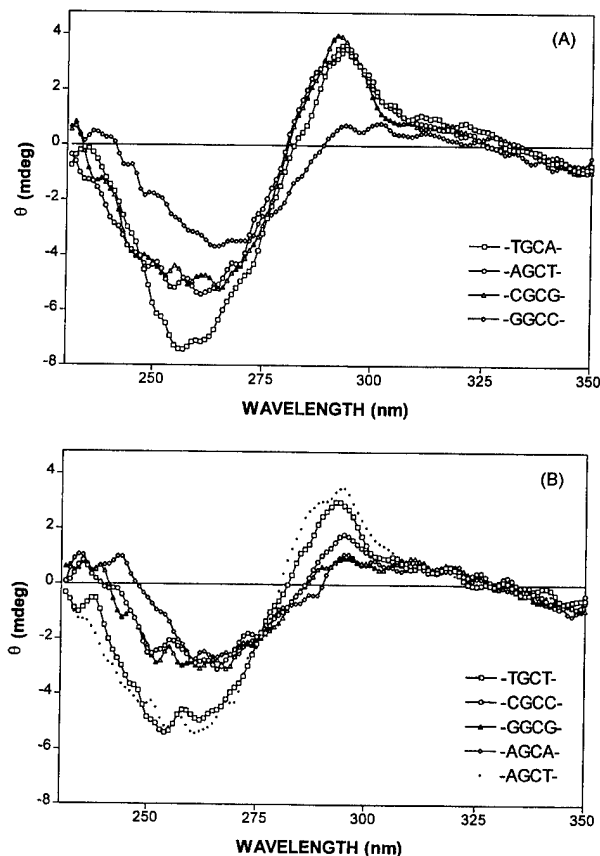 (A)
4
2
0
-2
-4
-6
-8
θ (mdeg)
-TGCA-
-AGCT-
-CGCG-
-GGCC-
250
275
300
325
350
WAVELENGTH (nm)
(B)
4
2
0
-2
-4
-6
-8
θ (mdeg)
-TGCT-
-CGCC-
-GGCG-
-AGCA-
-AGCT-
250
275
300
325
350
WAVELENGTH (nm)